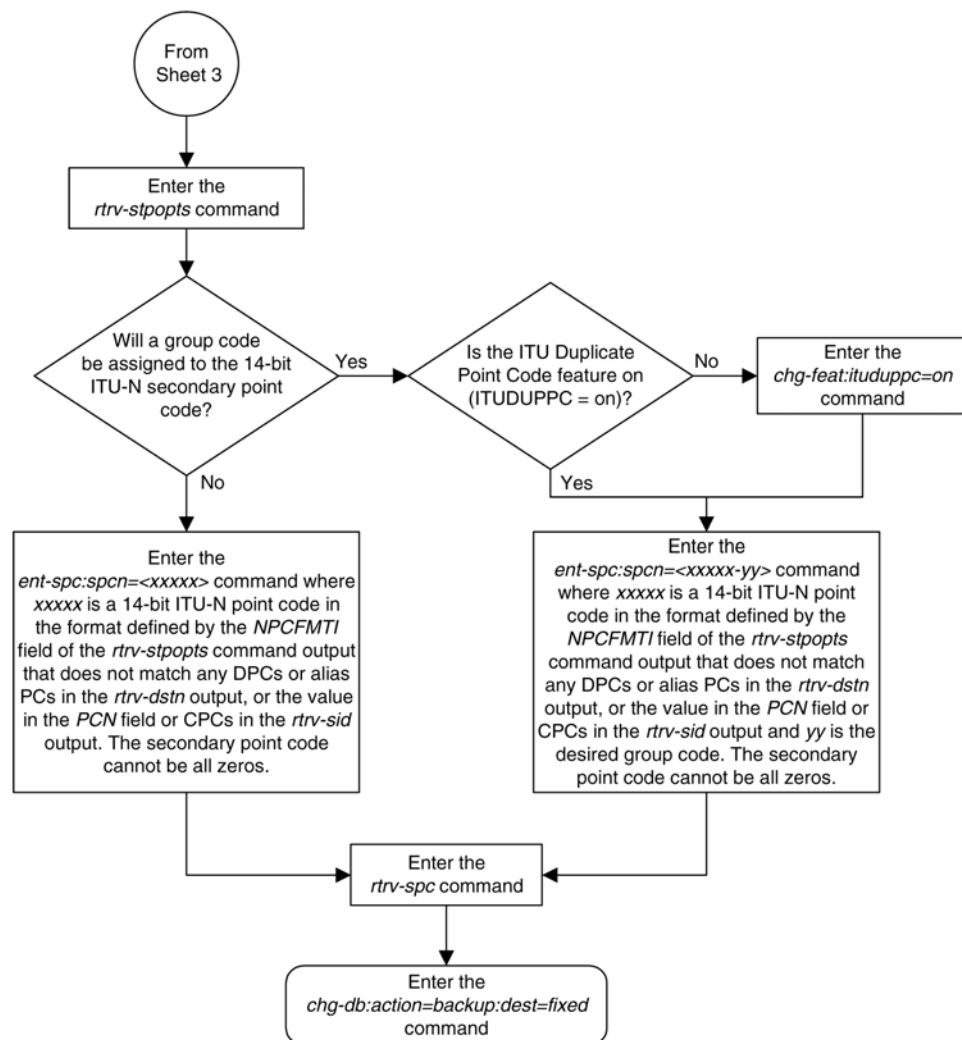 From
Sheet 3
Enter the
rtrv-stpopts command
Will a group code
be assigned to the 14-bit
ITU-N secondary point
code?
Yes
No
Is the ITU Duplicate
Point Code feature on
(ITUDUPPC = on)?
No
Yes
Enter the
chg-feat:ituduppc=on
command
Enter the
ent-spc:spcn=<xxxxx> command where
xxxxx is a 14-bit ITU-N point code in
the format defined by the NPCFMTI
field of the rtrv-stpopts command output
that does not match any DPCs or alias
PCs in the rtrv-dstn output, or the value
in the PCN field or CPCs in the rtrv-sid
output. The secondary point code
cannot be all zeros.
Enter the
ent-spc:spcn=<xxxxx-yy> command
where xxxxx is a 14-bit ITU-N point
code in the format defined by the
NPCFMTI field of the rtrv-stpopts
command output that does not match
any DPCs or alias PCs in the rtrv-dstn
output, or the value in the PCN field or
CPCs in the rtrv-sid output and yy is the
desired group code. The secondary
point code cannot be all zeros.
Enter the
rtrv-spc command
Enter the
chg-db:action=backup:dest=fixed
command